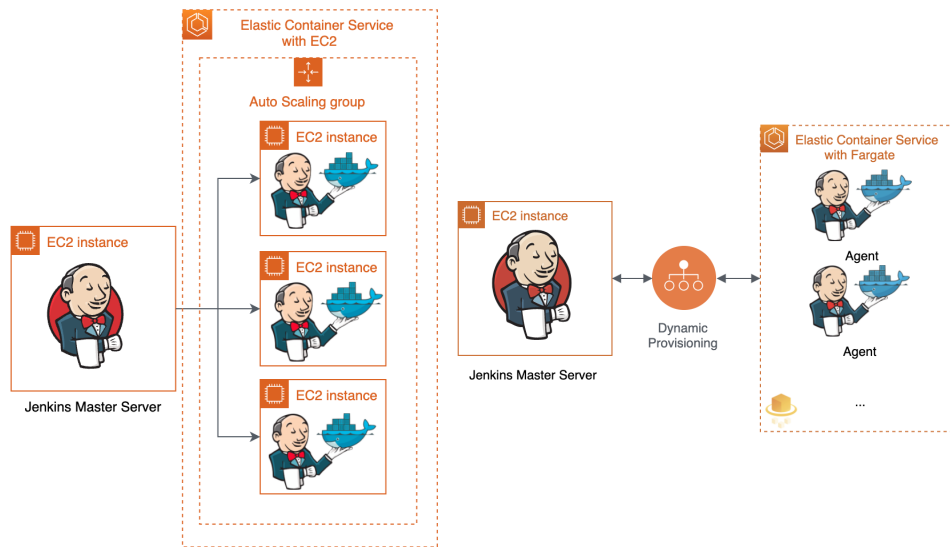 Elastic Container Service
with EC2
Auto Scaling group
EC2 instance
EC2 instance
EC2 instance
EC2 instance
Jenkins Master Server
EC2 instance
Jenkins Master Server
Dynamic
Provisioning
Elastic Container Service
with Fargate
Agent
Agent
...